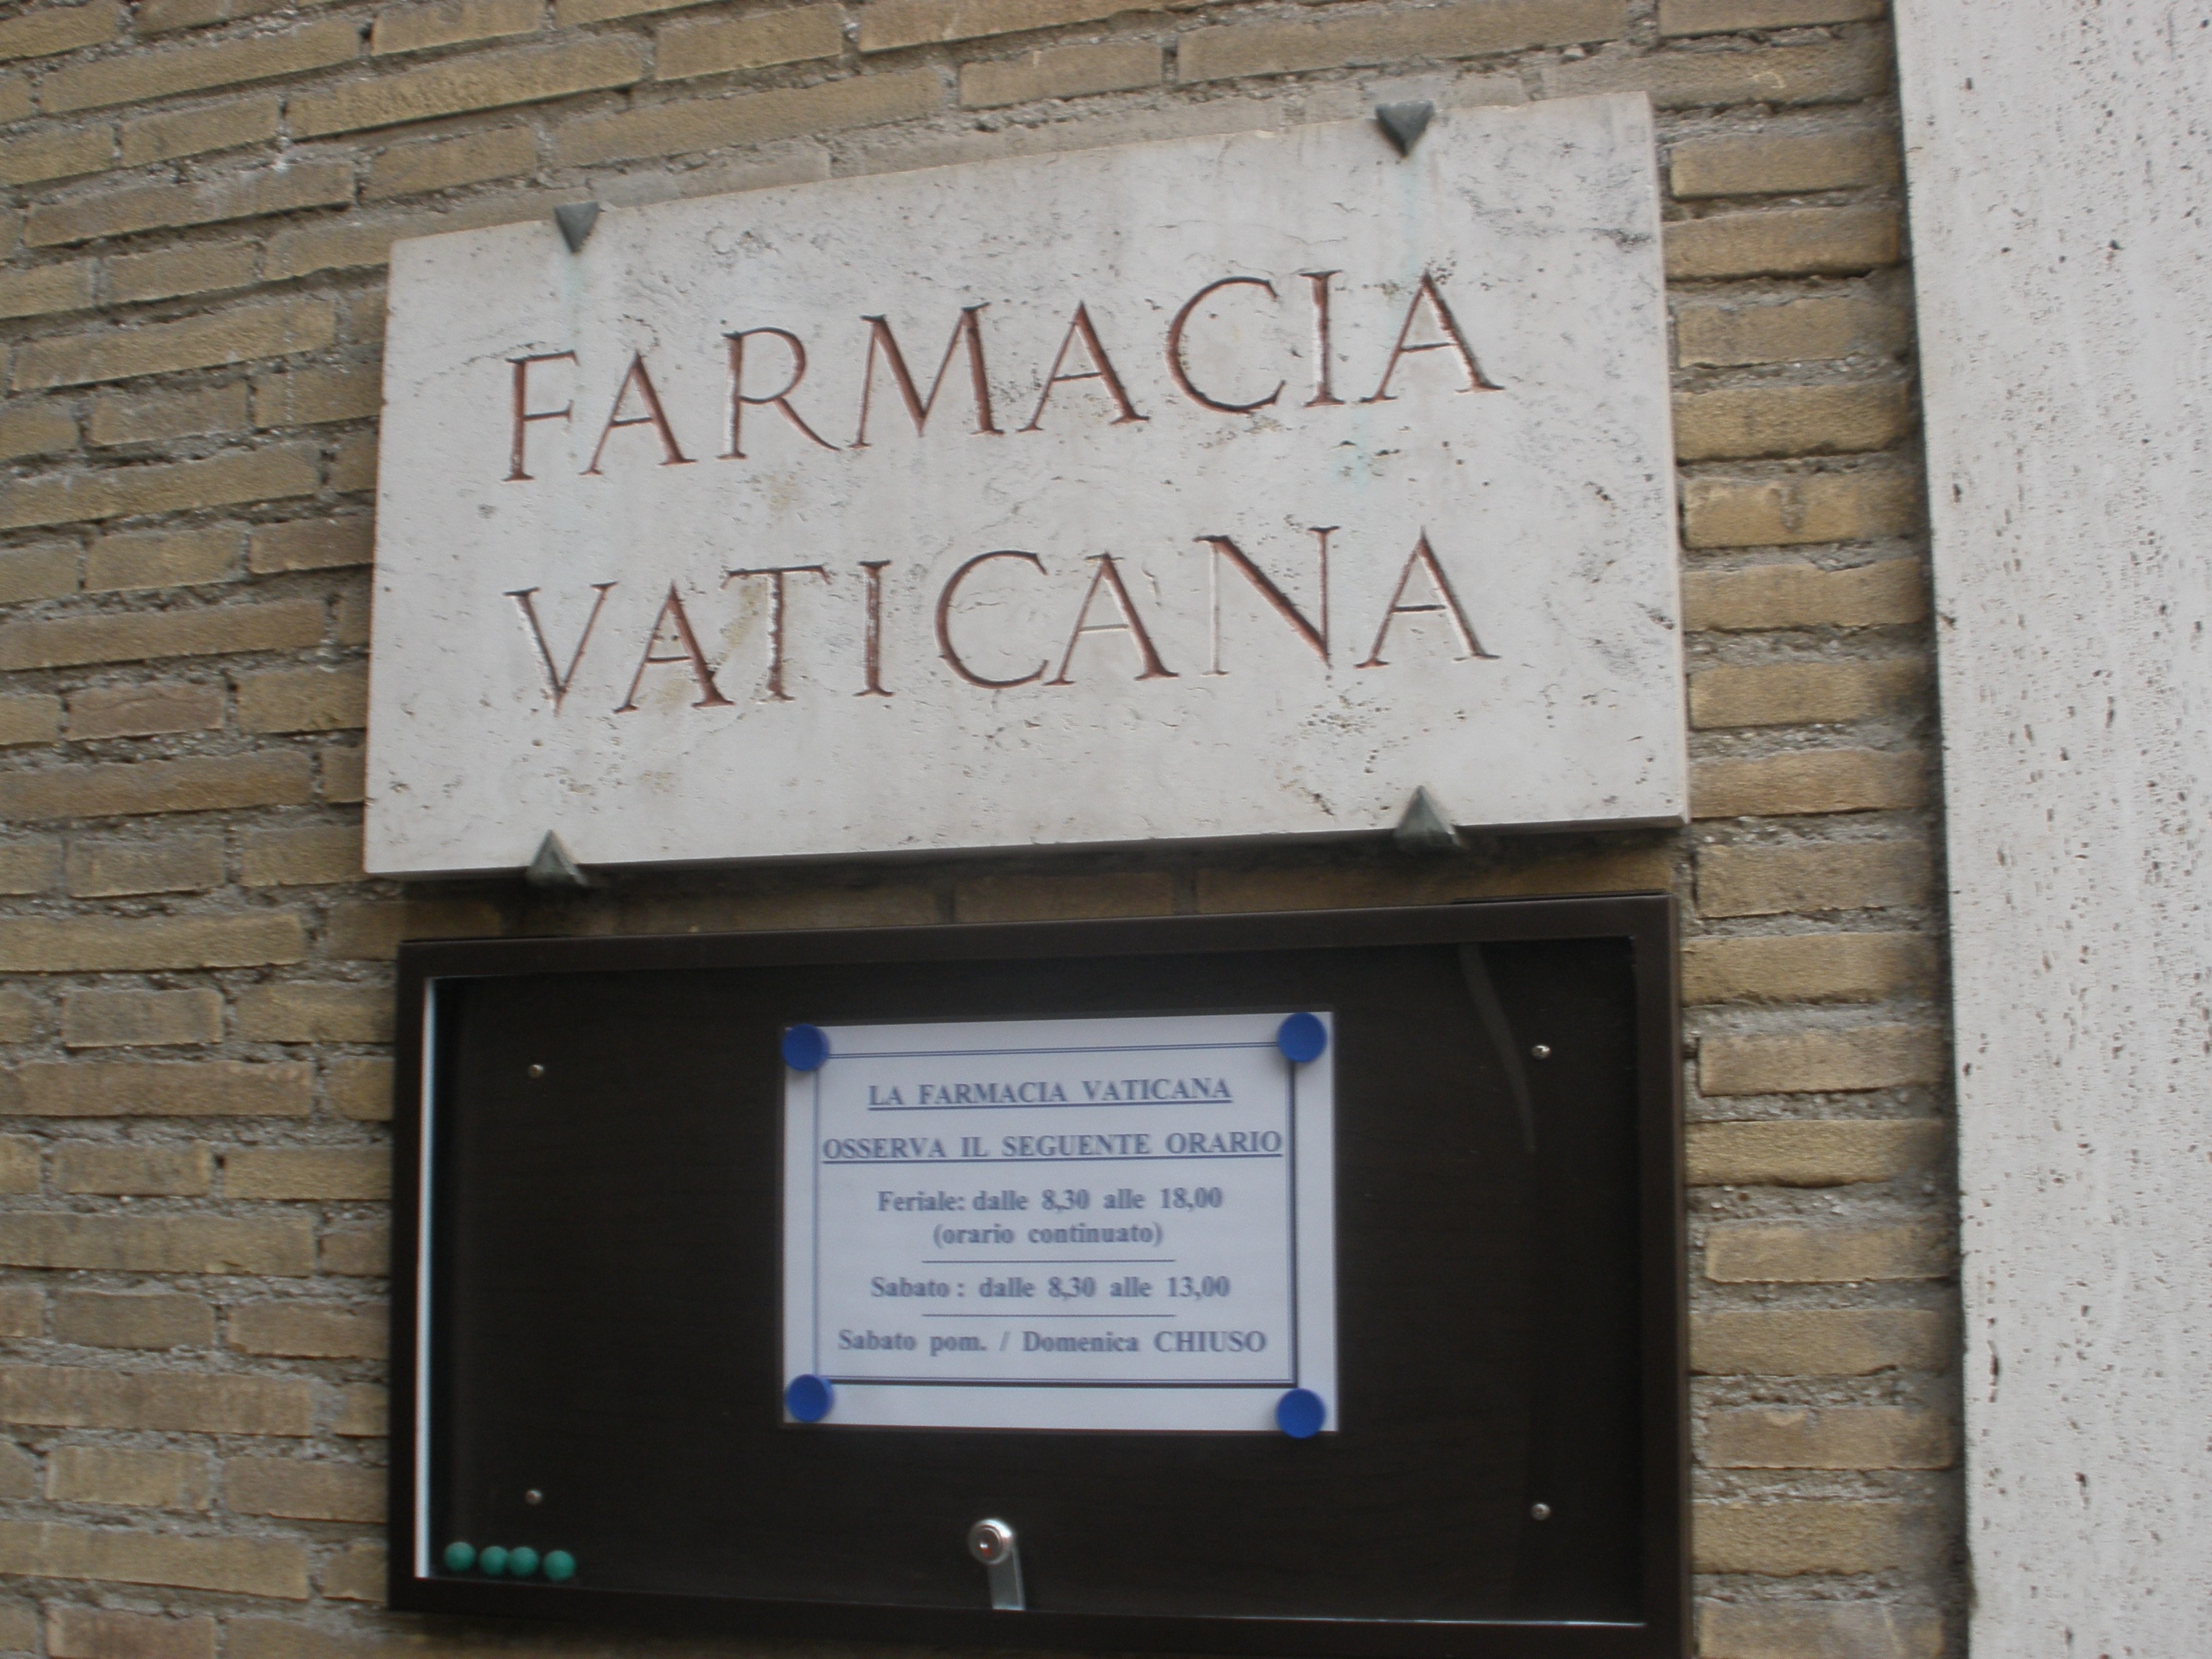 FARMACIA
VATICANA
LA FARMACIA VATICANA
OSSERVA IL SEGUENTE ORARIO
Feriale: dalle 8,30 alle 18,00
(orario continuato)
Sabato : dalle 8,30 alle 13,00
Sabato pom. / Domenica CHIUSO